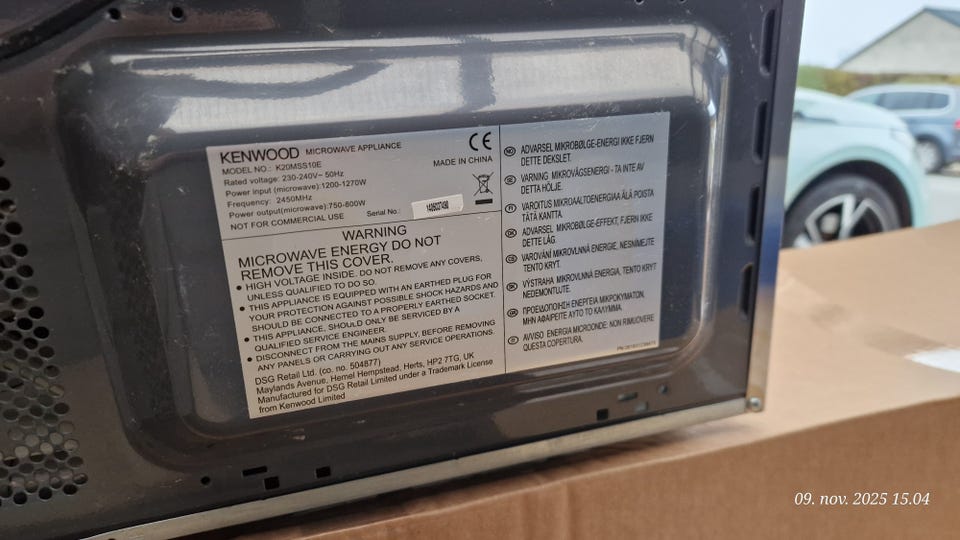 KENWOOD MICROWAVE APPLIANCE
MODEL NO.: K20MSS10E
MADE IN CHINA
Rated voltage: 230-240V~ 50Hz
Power input (microwave):1200-1270W
Frequency: 2450MHz
Power output(microwave):750-800W
NOT FOR COMMERCIAL USE
Serial No.:
CE
WARNING
MICROWAVE ENERGY DO NOT
REMOVE THIS COVER.
● HIGH VOLTAGE INSIDE. DO NOT REMOVE ANY COVERS,
UNLESS QUALIFIED TO DO SO.
● THIS APPLIANCE IS EQUIPPED WITH AN EARTHED PLUG FOR
YOUR PROTECTION AGAINST POSSIBLE SHOCK HAZARDS AND
SHOULD BE CONNECTED TO A PROPERLY EARTHED SOCKET.
● THIS APPLIANCE, SHOULD ONLY BE SERVICED BY A
QUALIFIED SERVICE ENGINEER.
● DISCONNECT FROM THE MAINS SUPPLY, BEFORE REMOVING
ANY PANELS OR CARRYING OUT ANY SERVICE OPERATIONS.
DSG Retail Ltd. (co. no. 504877)
Maylands Avenue, Hemel Hempstead, Herts, HP2 7TG, UK
Manufactured for DSG Retail Limited under a Trademark License
from Kenwood Limited
NO ADVARSEL MIKROBØLGE-ENERGI IKKE FJERN
DETTE DEKSLET.
VARNING MIKROVÅGSENERGI - TA INTE AV
DETTA HÖLJE.
FI VAROITUS MIKROAALTOENERGIAA ÄLÄ POISTA
TÄTÄ KANTTA.
DK ADVARSEL MIKROBØLGE-EFFEKT, FJERN IKKE
DETTE LÅG.
VAROVÁNÍ MIKROVLNNÁ ENERGIE, NESNÍMEJTE
TENTO KRYT.
VÝSTRAHA MIKROVLNNÁ ENERGIA, TENTO KRYT
NEDEMONTUJTE.
ΠΡΟΕΙΔΟΠΟΙΗΣΗ ΕΝΕΡΓΕΙΑ ΜΙΚΡΟΚΥΜΑΤΩΝ,
ΜΗΝ ΑΦΑΙΡΕΙΤΕ ΑΥΤΟ ΤΟ ΚΑΛΥΜΜΑ.
AVVISO ENERGIA MICROONDE: NON RIMUOVERE
QUESTA COPERTURA.
09. nov. 2025 15.04